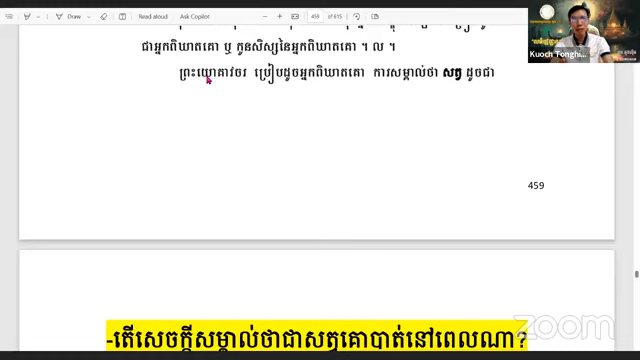 Draw
Read aloud
Ask Copilot
459 of 615
ជាអ្នកពិឃាតគោ ឬ កូនសិស្សនៃអ្នកពិឃាតគោ ។ ល ។
ព្រះយោគាវចរ ប្រៀបដូចអ្នកពិឃាតគោ ការសម្គាល់ថា សត្វ ដូចជា
459
-តើសេចក្ដីសម្គាល់ថាជាសត្វគោបាត់នៅពេលណា?
Kuoch Tonghi...
zoom